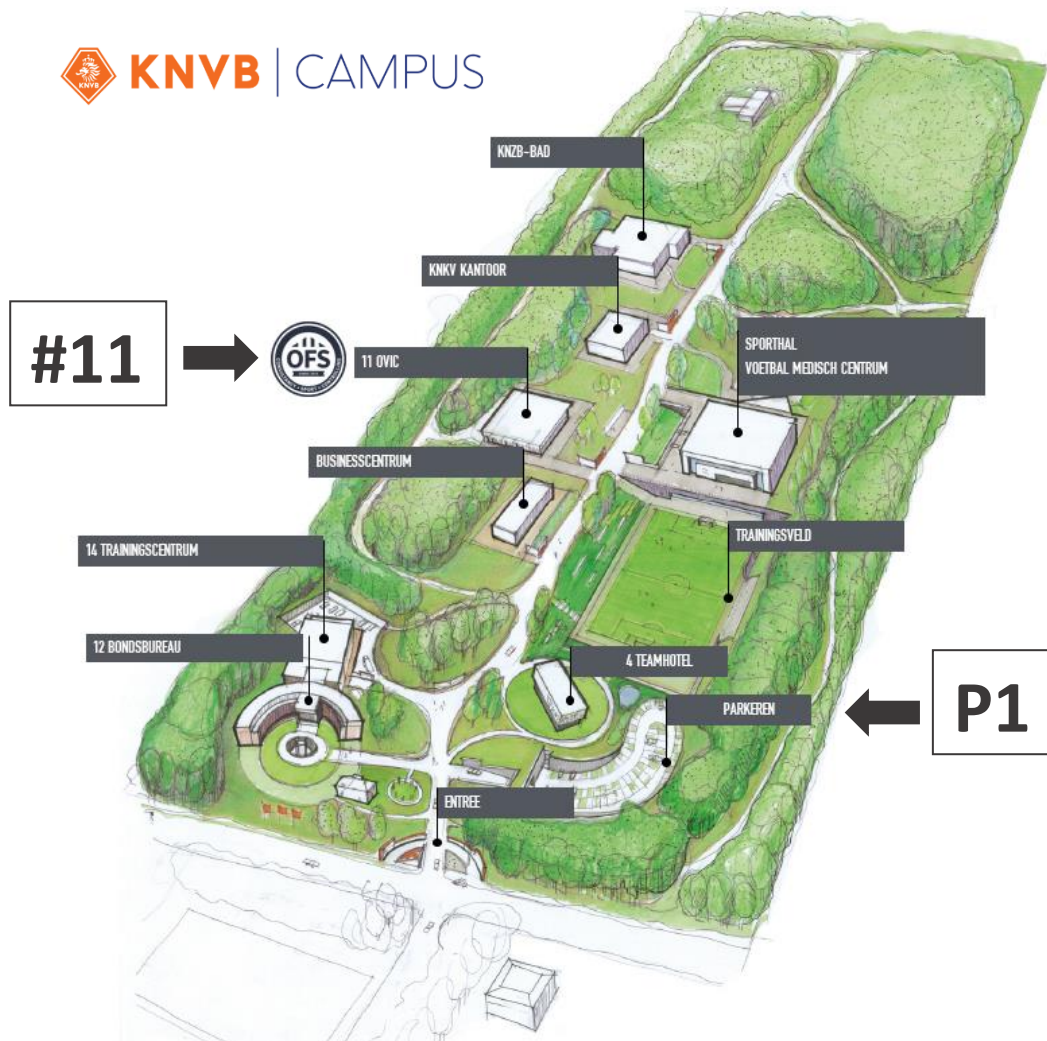 KNVB
KNVB | CAMPUS
KNZB-BAD
KNKV KANTOOR
#11
OFS
11 OVIC
SPORTHAL
VOETBAL MEDISCH CENTRUM
BUSINESSCENTRUM
TRAININGSVELD
14 TRAININGSCENTRUM
12 BONDSBUREAU
4 TEAMHOTEL
PARKEREN
P1
ENTREE